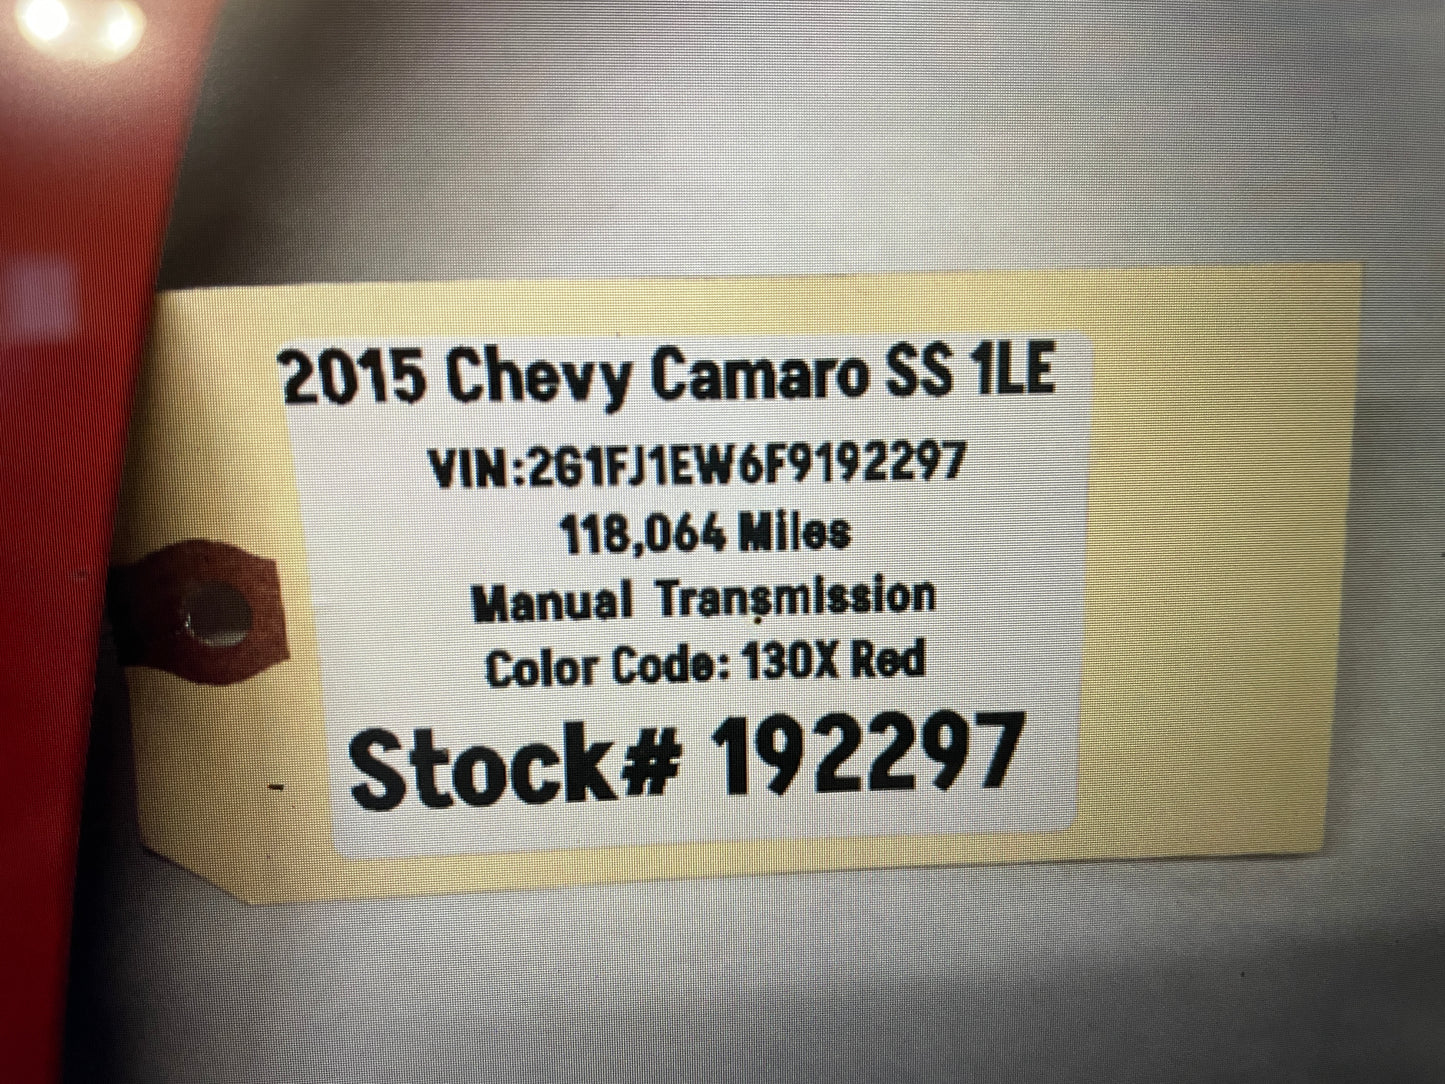 2015 Chevy Camaro SS 1LE
VIN:2G1FJ1EW6F9192297
118,064 Miles
Manual Transmission
Color Code: 130X Red
Stock# 192297